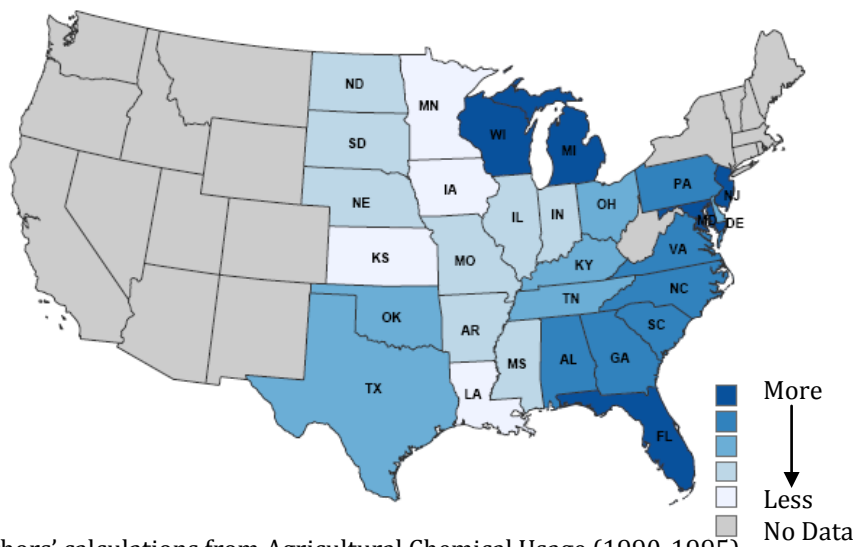 ND
MN
SD
WI
MI
NE
IA
IL
IN
OH
PA
NJ
MD
DE
KS
MO
KY
VA
OK
AR
TN
NC
SC
TX
LA
MS
AL
GA
FL
More
Less
No Data
hors’ calculations from Agricultural Chemical Usage (1990-1995)